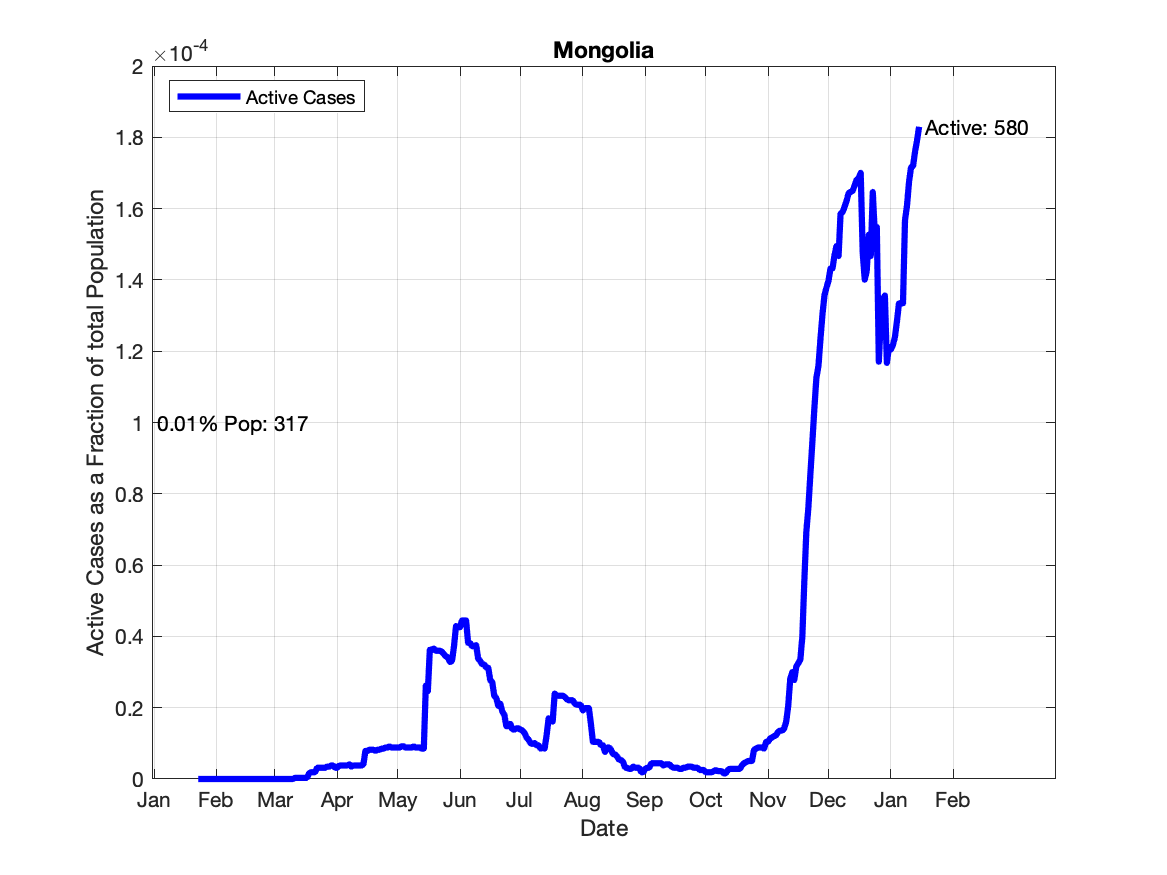 Mongolia
×10-4
Active Cases
Active: 580
0.01% Pop: 317
Active Cases as a Fraction of total Population
2
1.8
1.6
1.4
1.2
1
0.8
0.6
0.4
0.2
0
Jan Feb Mar Apr May Jun Jul Aug Sep Oct Nov Dec Jan Feb
Date